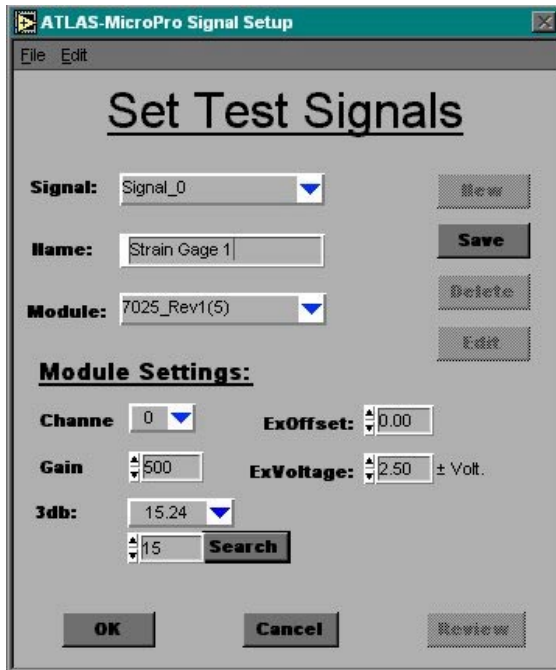 ATLAS-MicroPro Signal Setup
File Edit
Set Test Signals
Signal: Signal_0
New
Name: Strain Gage 1
Save
Module: 7025_Rev1(5)
Delete
Edit
Module Settings:
Channe 0 ExOffset: 0.00
Gain 500 ExVoltage: 2.50 ± Volt.
3db: 15.24
15 Search
OK Cancel Review